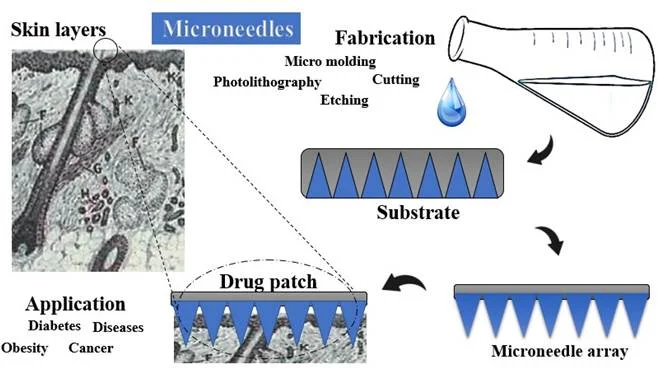 Skin layers
Microneedles
Fabrication
Micro molding
Photolithography
Cutting
Etching
K
F
K
F
G
H
Substrate
Drug patch
Application
Diabetes Diseases
Obesity Cancer
K
F
Microneedle array